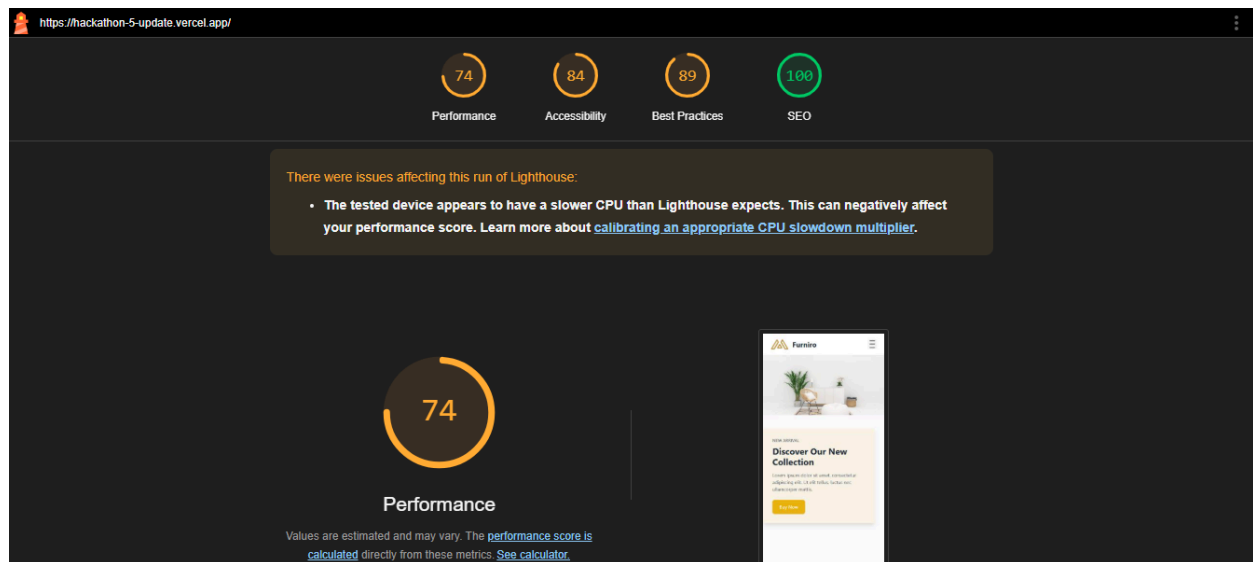 https://hackathon-5-update.vercel.app/
74
84
89
100
Performance
Accessibility
Best Practices
SEO
There were issues affecting this run of Lighthouse:
• The tested device appears to have a slower CPU than Lighthouse expects. This can negatively affect
your performance score. Learn more about calibrating an appropriate CPU slowdown multiplier.
74
Performance
Values are estimated and may vary. The performance score is
calculated directly from these metrics. See calculator.
Furniro
Discover Our New
Collection
Buy Now